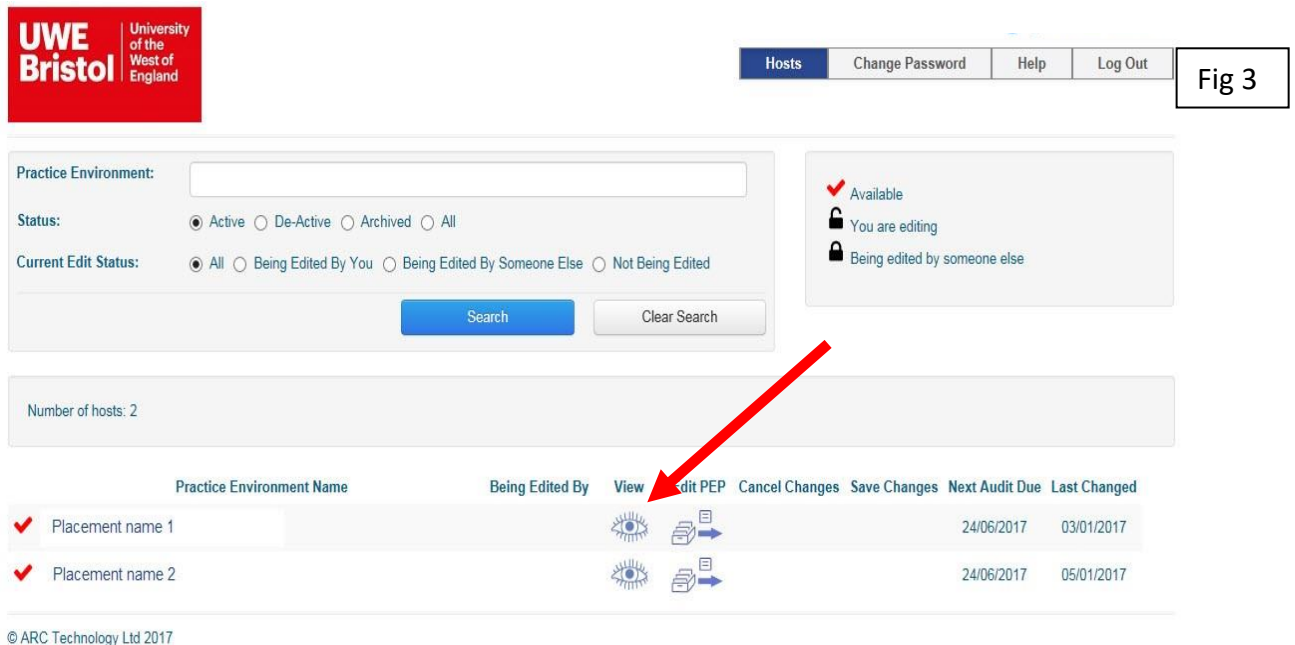 UWE Bristol
University of the West of England
Hosts Change Password Help Log Out
Fig 3
Practice Environment:
Status: Active De-Active Archived All
Current Edit Status: All Being Edited By You Being Edited By Someone Else Not Being Edited
Search Clear Search
Available
You are editing
Being edited by someone else
Number of hosts: 2
Practice Environment Name Being Edited By View dit PEP Cancel Changes Save Changes Next Audit Due Last Changed
Placement name 1 24/06/2017 03/01/2017
Placement name 2 24/06/2017 05/01/2017
© ARC Technology Ltd 2017